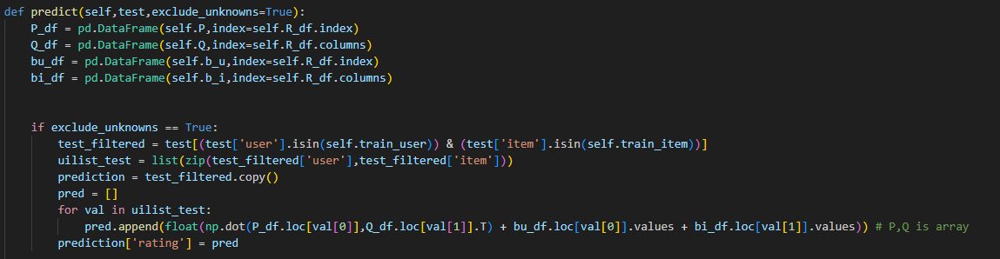 def predict(self,test,exclude_unknowns=True):
    P_df = pd.DataFrame(self.P,index=self.R_df.index)
    Q_df = pd.DataFrame(self.Q,index=self.R_df.columns)
    bu_df = pd.DataFrame(self.b_u,index=self.R_df.index)
    bi_df = pd.DataFrame(self.b_i,index=self.R_df.columns)
    if exclude_unknowns == True:
        test_filtered = test[(test['user'].isin(self.train_user)) & (test['item'].isin(self.train_item))]
        uilist_test = list(zip(test_filtered['user'],test_filtered['item']))
        prediction = test_filtered.copy()
        pred = []
        for val in uilist_test:
            pred.append(float(np.dot(P_df.loc[val[0]],Q_df.loc[val[1]].T) + bu_df.loc[val[0]].values + bi_df.loc[val[1]].values)) # P,Q is array
        prediction['rating'] = pred